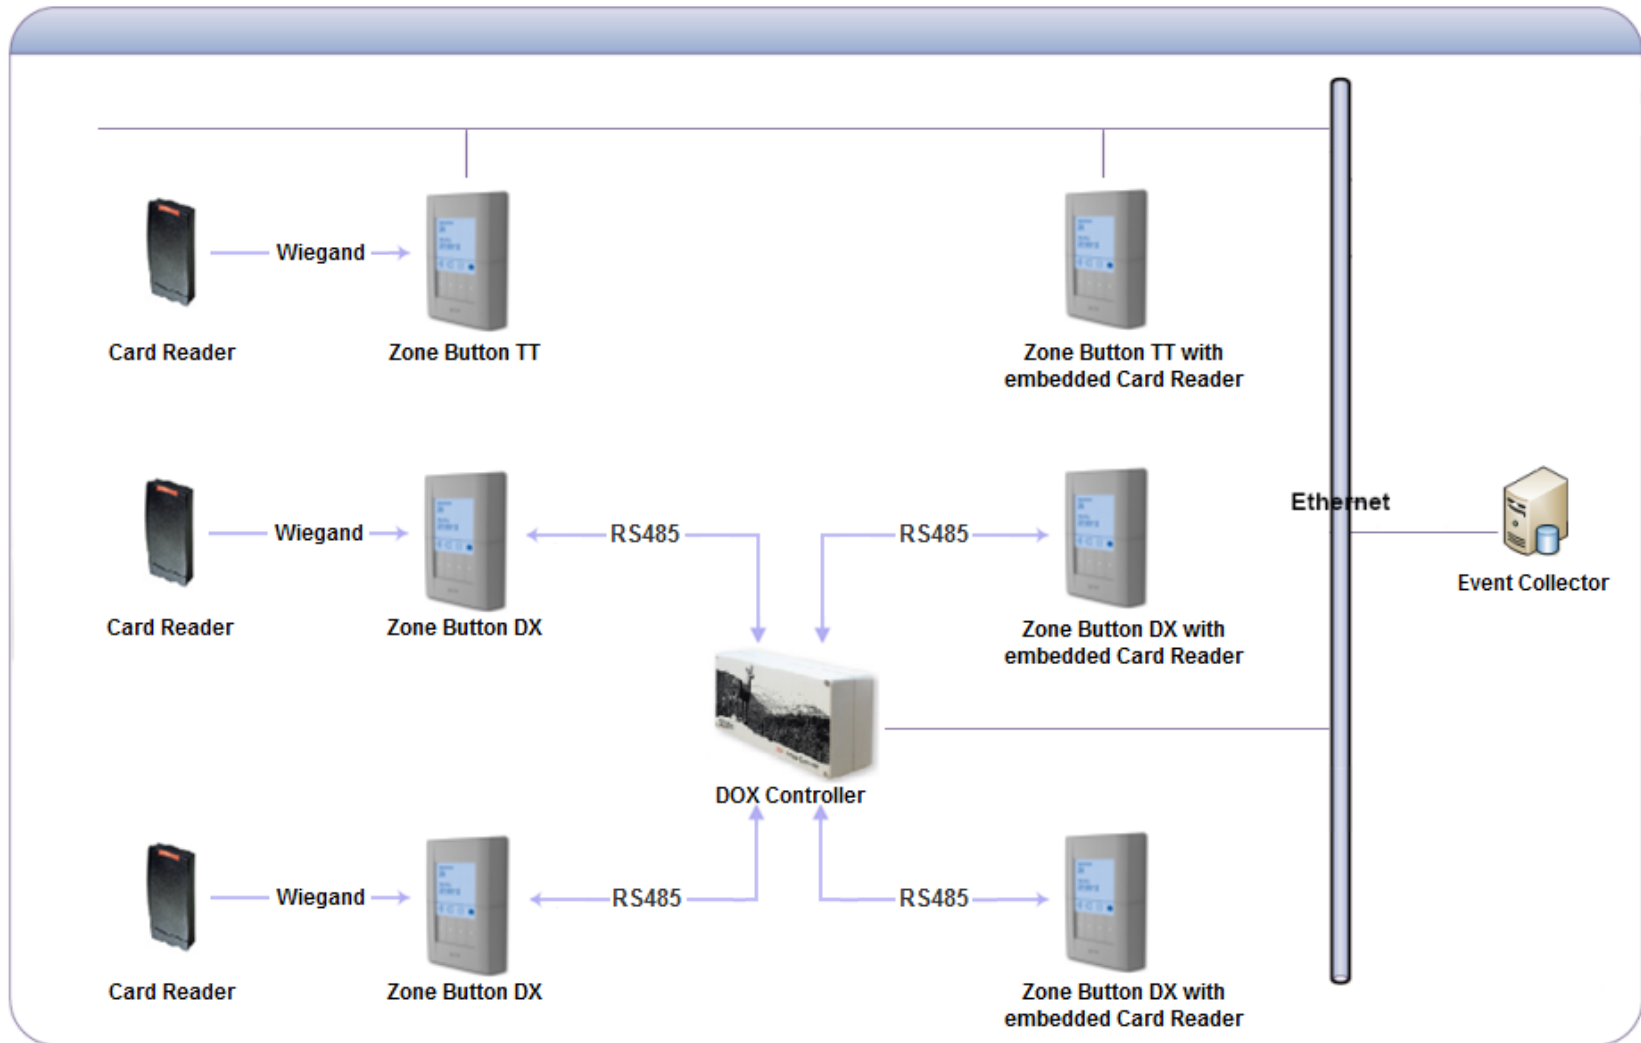 Wiegand
Card Reader
Zone Button TT
Zone Button TT with
embedded Card Reader
Ethernet
Wiegand
RS485
RS485
Card Reader
Zone Button DX
Zone Button DX with
embedded Card Reader
Event Collector
DOX Controller
Wiegand
RS485
RS485
Card Reader
Zone Button DX
Zone Button DX with
embedded Card Reader